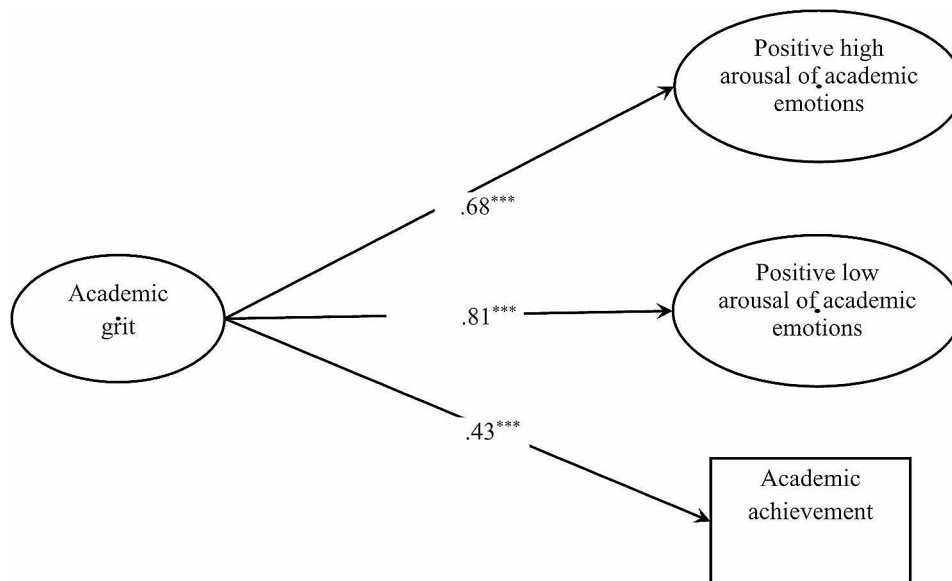 Positive high
arousal of academic
emotions
.68***
Academic
grit
.81***
Positive low
arousal of academic
emotions
.43***
Academic
achievement